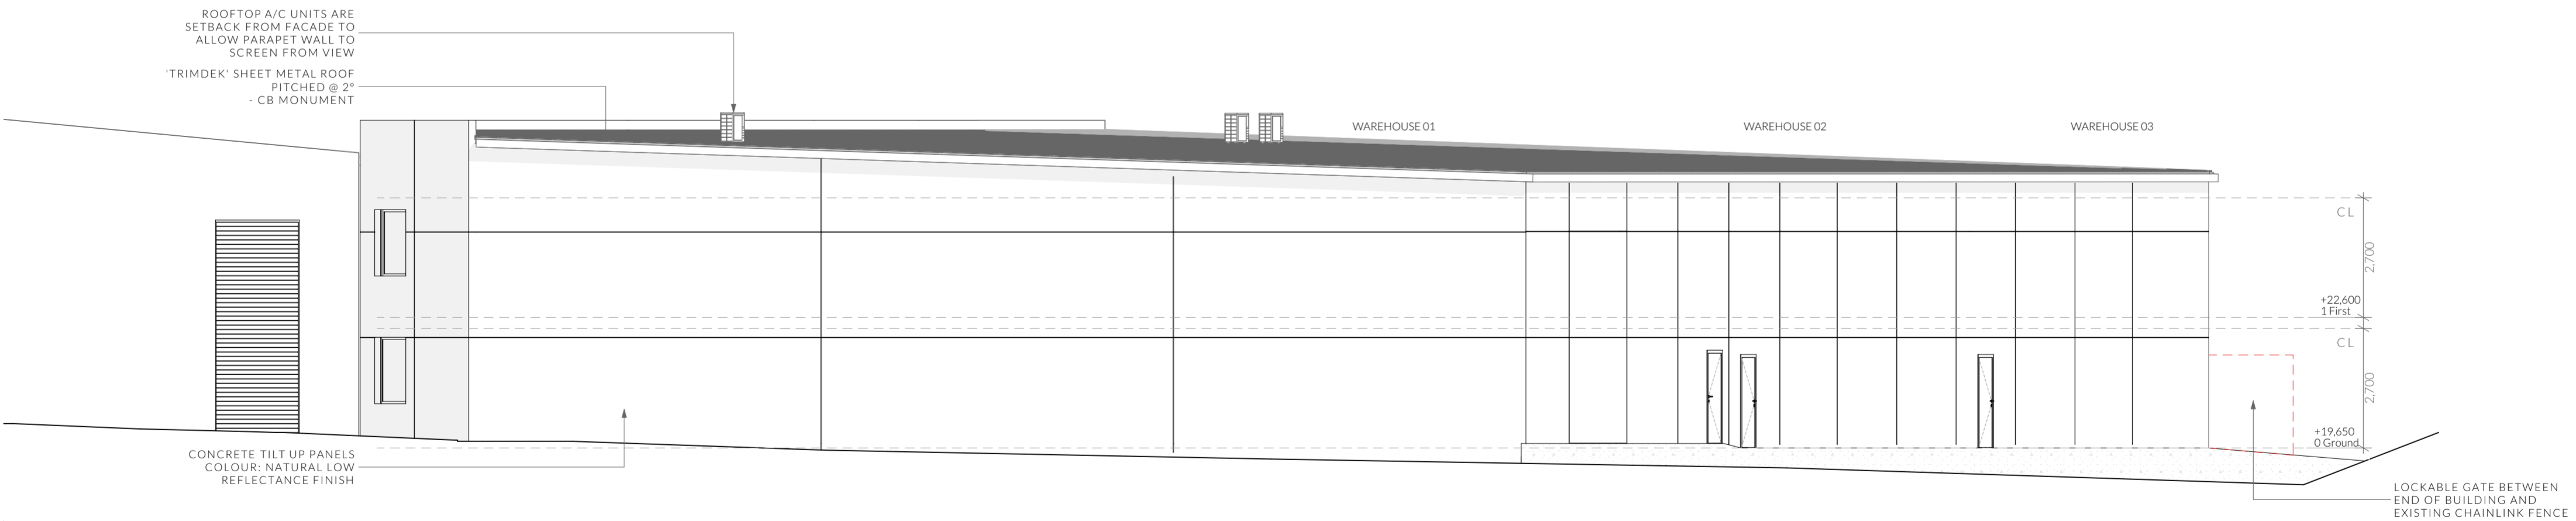 ROOFTOP A/C UNITS ARE
SETBACK FROM FACADE TO
ALLOW PARAPET WALL TO
SCREEN FROM VIEW
'TRIMDEK' SHEET METAL ROOF
PITCHED @ 2°
- CB MONUMENT
WAREHOUSE 01
WAREHOUSE 02
WAREHOUSE 03
CL
2,700
+22,600
1 First
CL
2,700
+19,650
0 Ground
CONCRETE TILT UP PANELS
COLOUR: NATURAL LOW
REFLECTANCE FINISH
LOCKABLE GATE BETWEEN
END OF BUILDING AND
EXISTING CHAINLINK FENCE